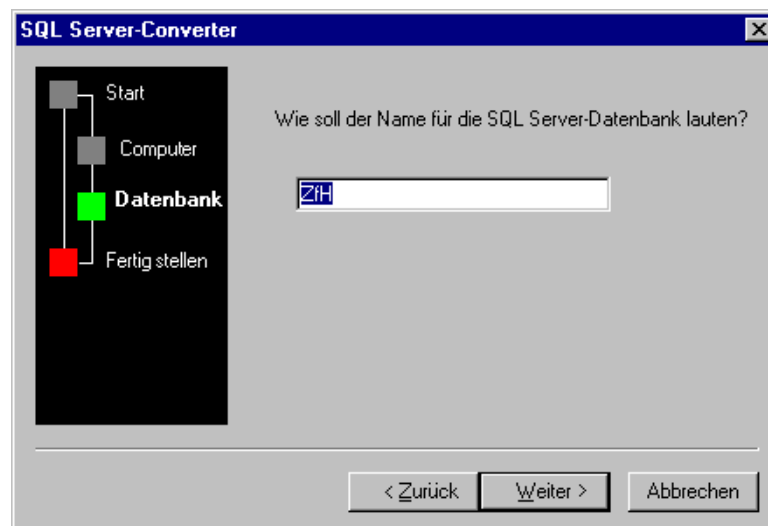 SQL Server-Converter
Start
Computer
Datenbank
Fertig stellen
Wie soll der Name für die SQL Server-Datenbank lauten?
ZfH
< Zurück
Weiter >
Abbrechen